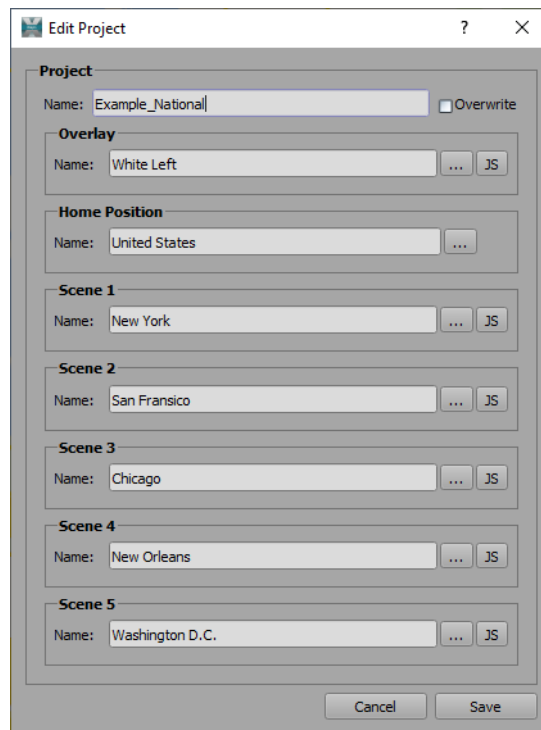 Edit Project ? X
Project
Name: Example_National Overwrite
Overlay
Name: White Left ... JS
Home Position
Name: United States ...
Scene 1
Name: New York ... JS
Scene 2
Name: San Fransico ... JS
Scene 3
Name: Chicago ... JS
Scene 4
Name: New Orleans ... JS
Scene 5
Name: Washington D.C. ... JS
Cancel Save